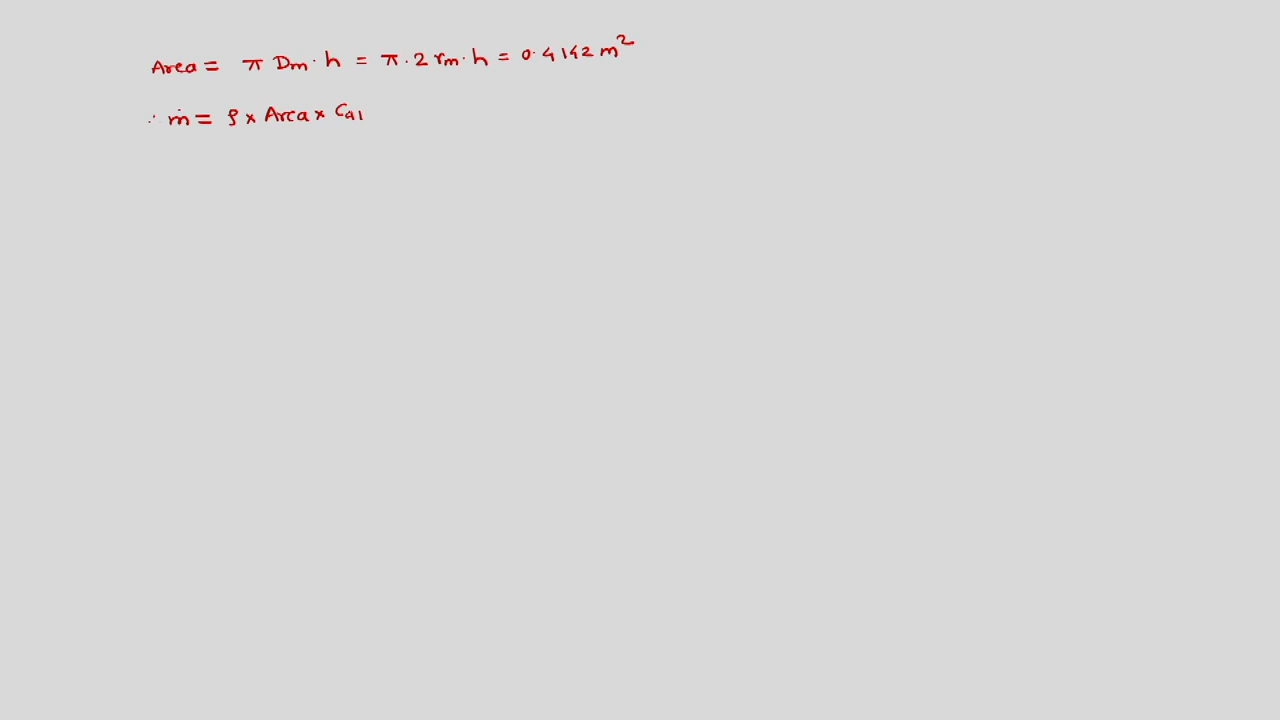 Area = π Dm · h = π · 2 rm · h = 0.4142 m²
∴ ṁ = ρ × Area × Ca1